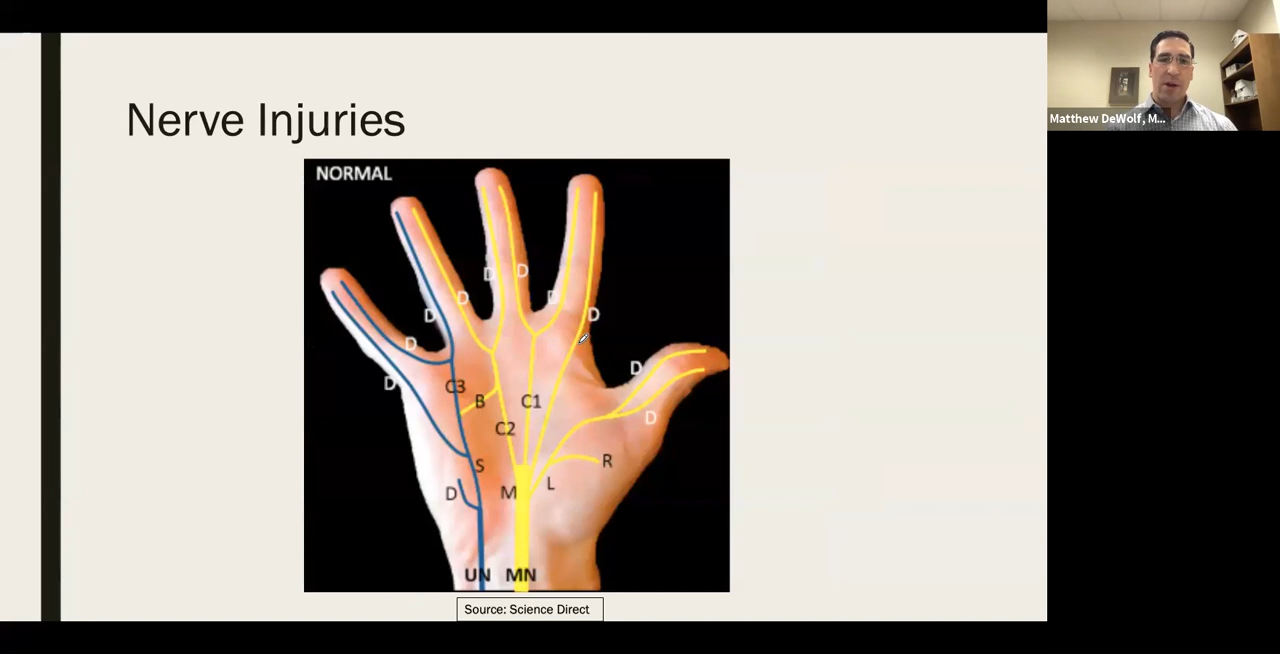 Nerve Injuries
NORMAL
D
D
D
D
D
D
D
D
D
D
C3
B
C1
C2
S
R
D
M
L
UN
MN
Source: Science Direct
Matthew DeWolf, M...